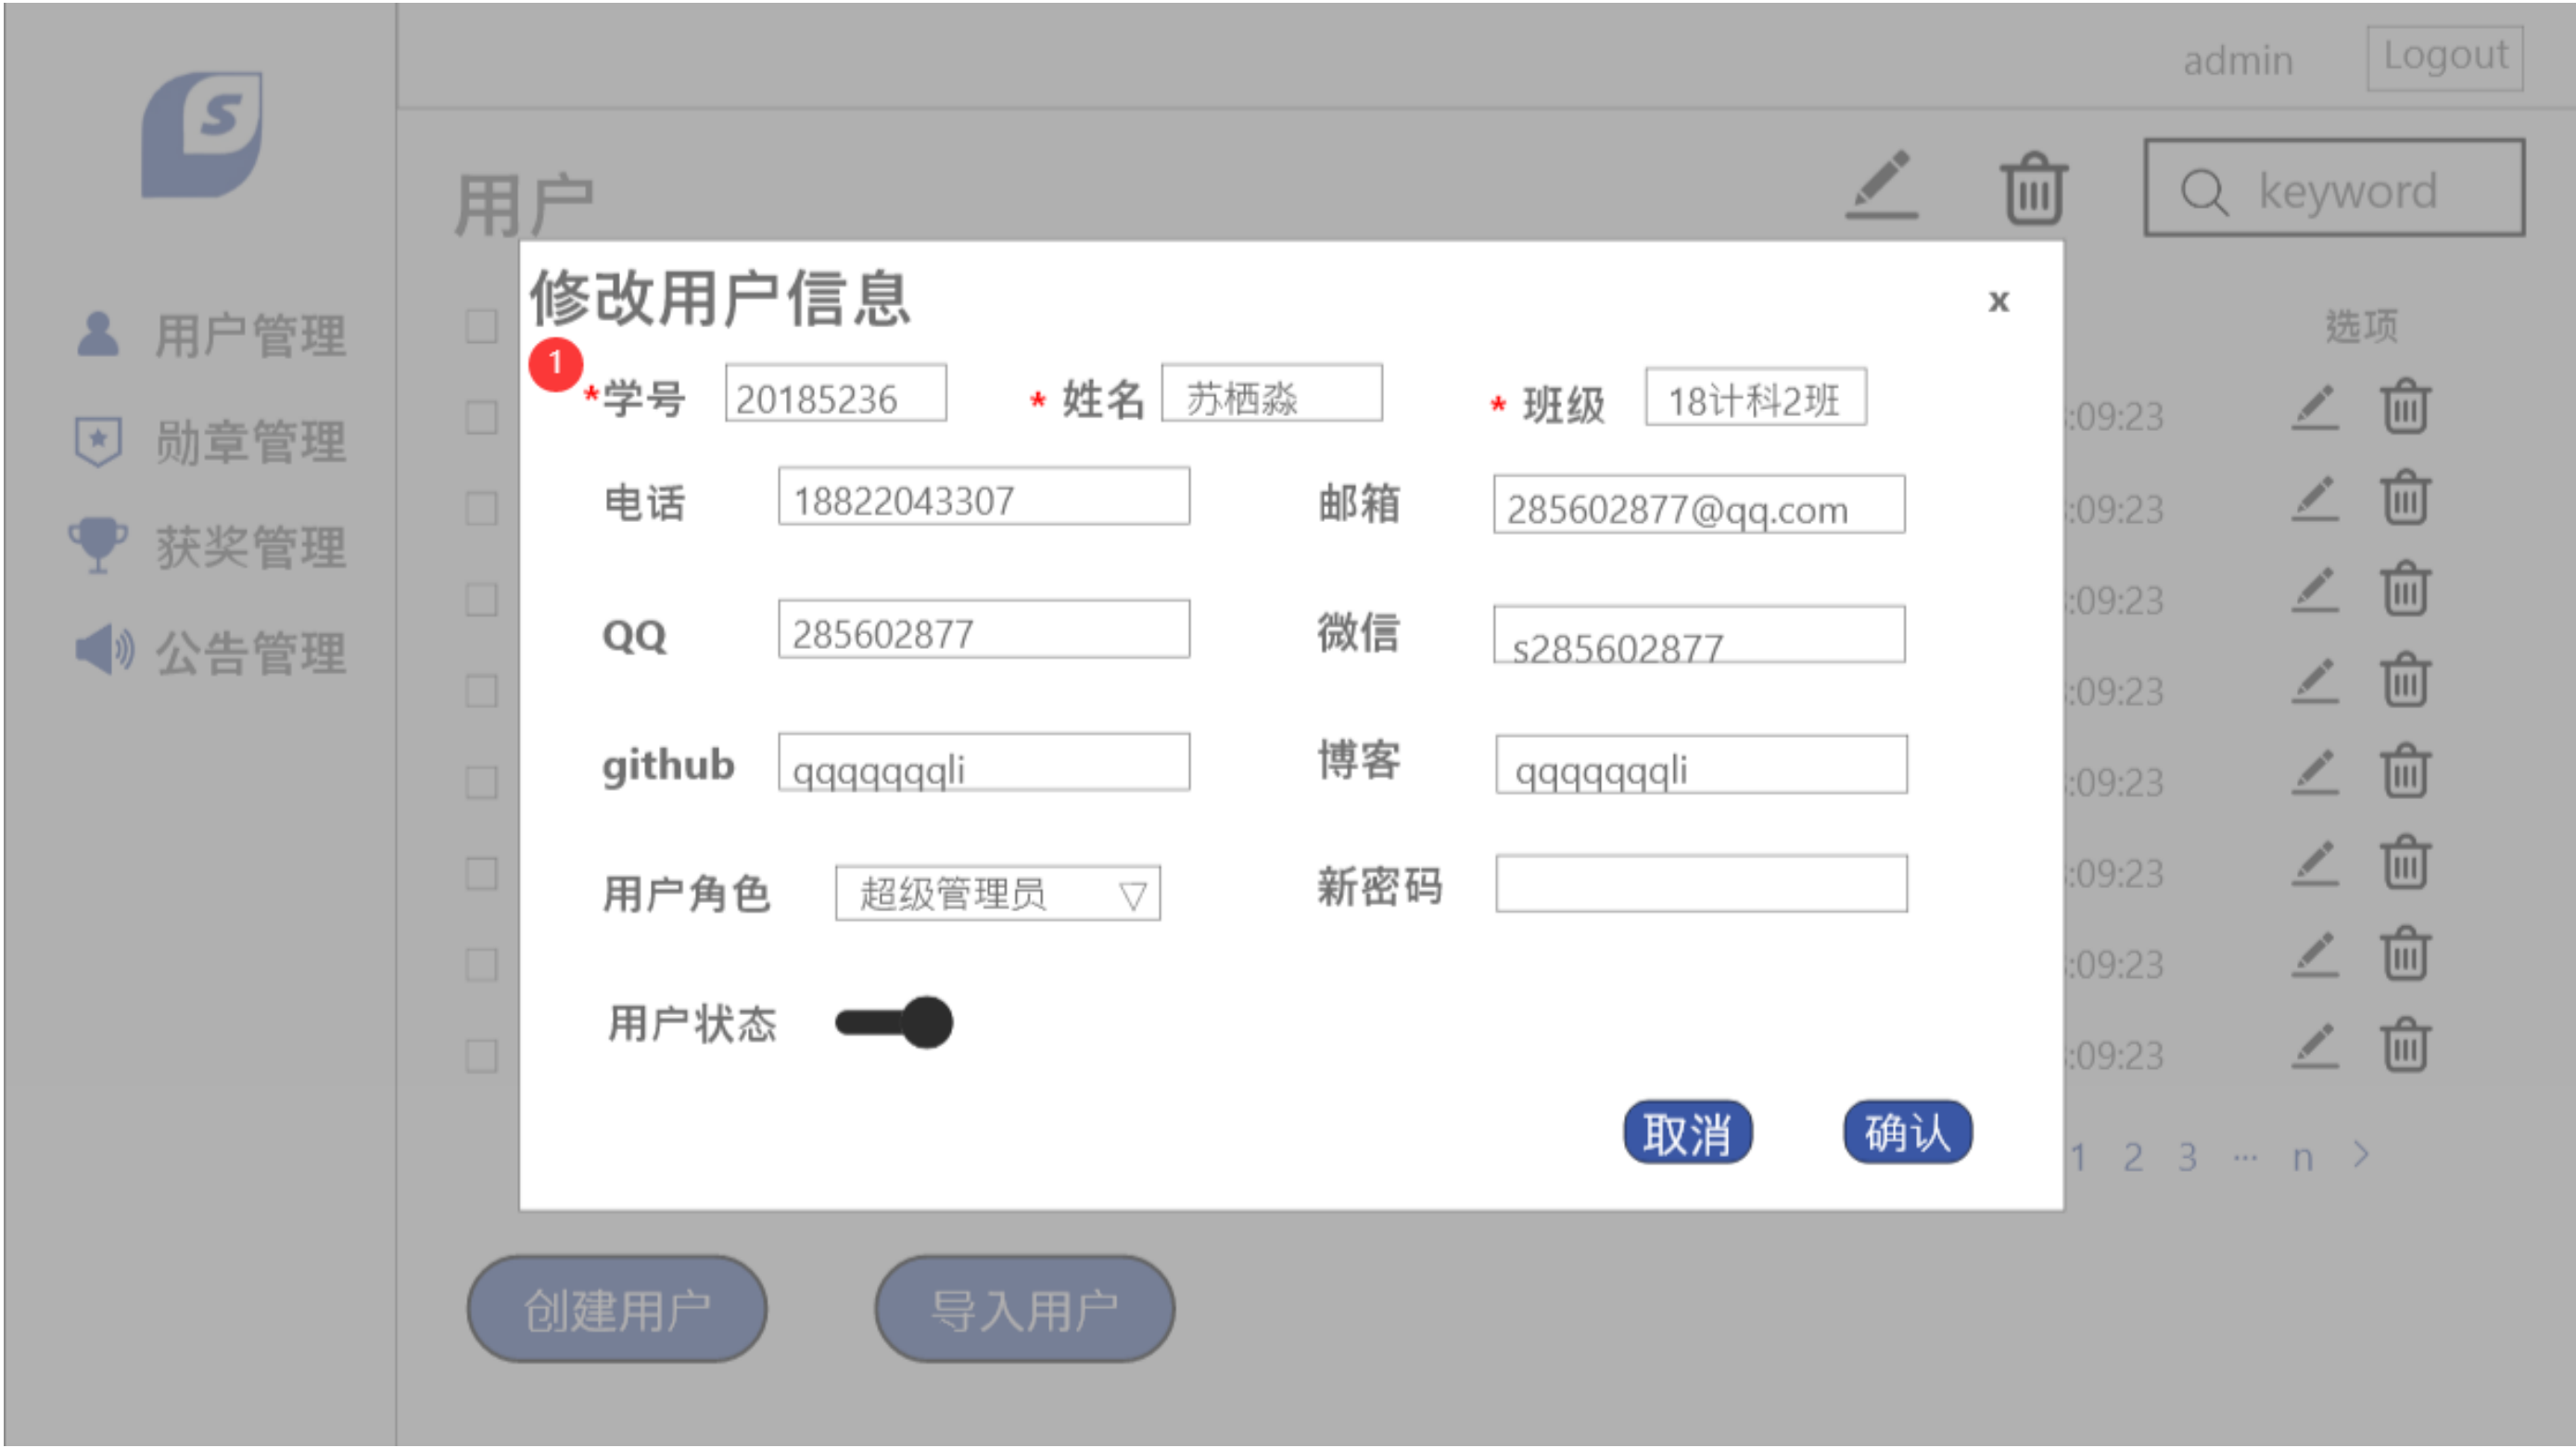 S
admin Logout
用户 keyword
修改用户信息 x
选项
1
*学号 20185236 * 姓名 苏栖淼 * 班级 18计科2班
用户管理
:09:23
勋章管理
电话 18822043307 邮箱 285602877@qq.com
:09:23
获奖管理
:09:23
QQ 285602877 微信 s285602877
公告管理
:09:23
github qqqqqqqli 博客 qqqqqqqli
:09:23
用户角色 超级管理员 新密码
:09:23
:09:23
用户状态
:09:23
取消 确认
1 2 3 ... n >
创建用户 导入用户